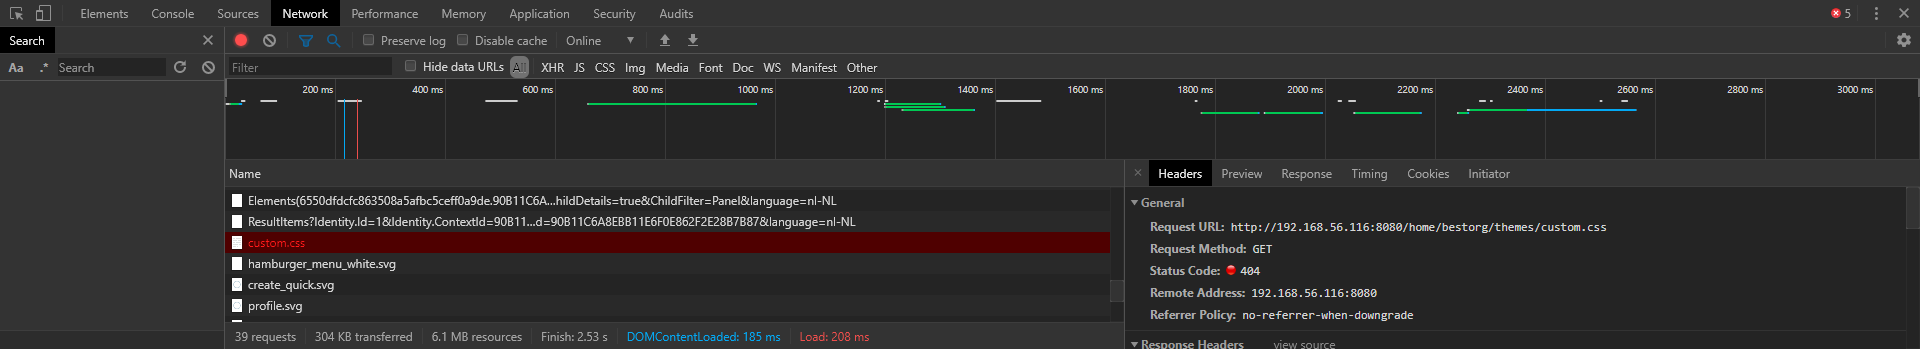 Elements Console Sources Network Performance Memory Application Security Audits 5
Search
Preserve log Disable cache Online
Aa .* Search
Filter Hide data URLs All XHR JS CSS Img Media Font Doc WS Manifest Other
200 ms 400 ms 600 ms 800 ms 1000 ms 1200 ms 1400 ms 1600 ms 1800 ms 2000 ms 2200 ms 2400 ms 2600 ms 2800 ms 3000 ms
Name
Elements(6550dfdcfc863508a5afbc5ceff0a9de.90B11C6A...hildDetails=true&ChildFilter=Panel&language=nl-NL
ResultItems?Identity.Id=1&Identity.ContextId=90B11...d=90B11C6A8EBB11E6F0E862F2E28B7B87&language=nl-NL
custom.css
hamburger_menu_white.svg
create_quick.svg
profile.svg
39 requests 304 KB transferred 6.1 MB resources Finish: 2.53 s DOMContentLoaded: 185 ms Load: 208 ms
Headers Preview Response Timing Cookies Initiator
General
Request URL: http://192.168.56.116:8080/home/bestorg/themes/custom.css
Request Method: GET
Status Code: 404
Remote Address: 192.168.56.116:8080
Referrer Policy: no-referrer-when-downgrade
Response Headers view source